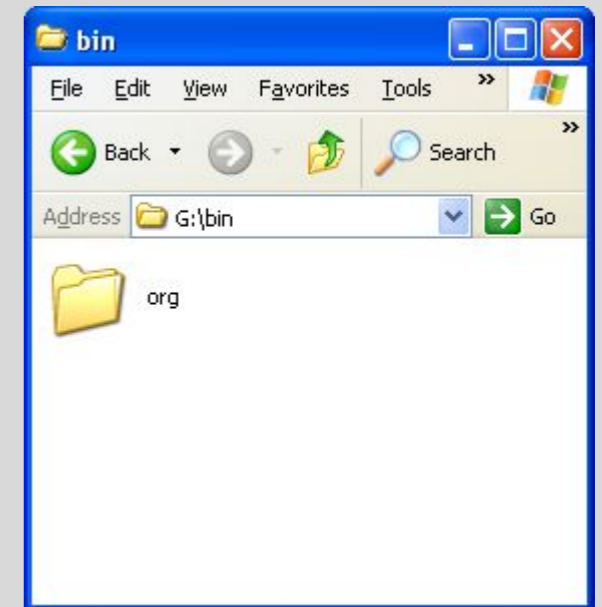 bin
File Edit View Favorites Tools »
Back Search »
Address G:\bin Go
org